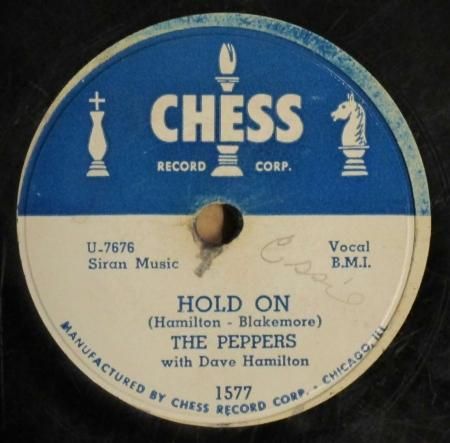 CHESS
RECORD CORP.
U-7676 Vocal
Siran Music B.M.I.
Essie
HOLD ON
(Hamilton - Blakemore)
THE PEPPERS
with Dave Hamilton
1577
MANUFACTURED BY CHESS RECORD CORP. · CHICAGO, ILL